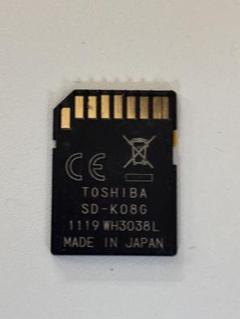 CE
TOSHIBA
SD-K08G
1119 WH3038L
MADE IN JAPAN